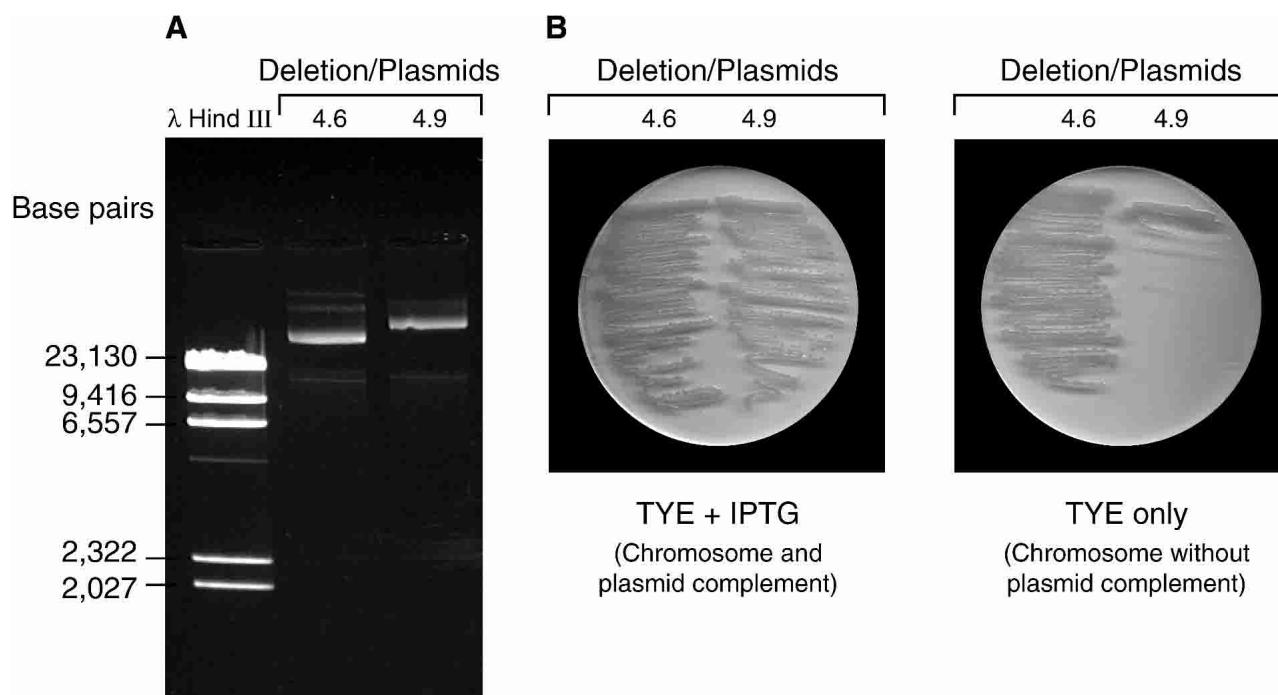 A
Deletion/Plasmids
λ Hind III 4.6 4.9
Base pairs
23,130
9,416
6,557
2,322
2,027
B
Deletion/Plasmids
4.6 4.9
TYE + IPTG
(Chromosome and
plasmid complement)
Deletion/Plasmids
4.6 4.9
TYE only
(Chromosome without
plasmid complement)